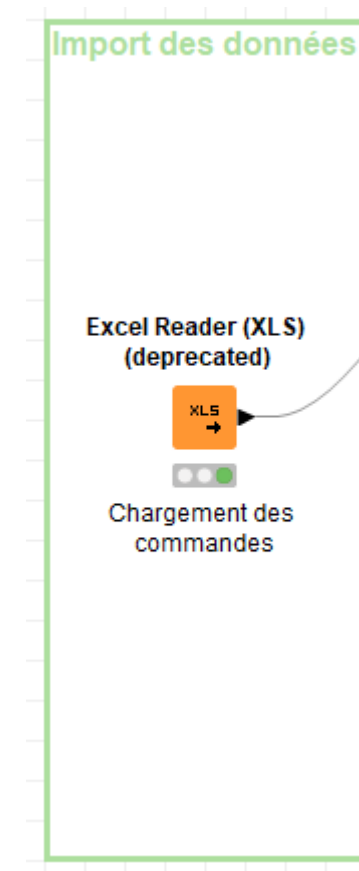 Import des données
Excel Reader (XLS)
(deprecated)
XLS
Chargement des
commandes